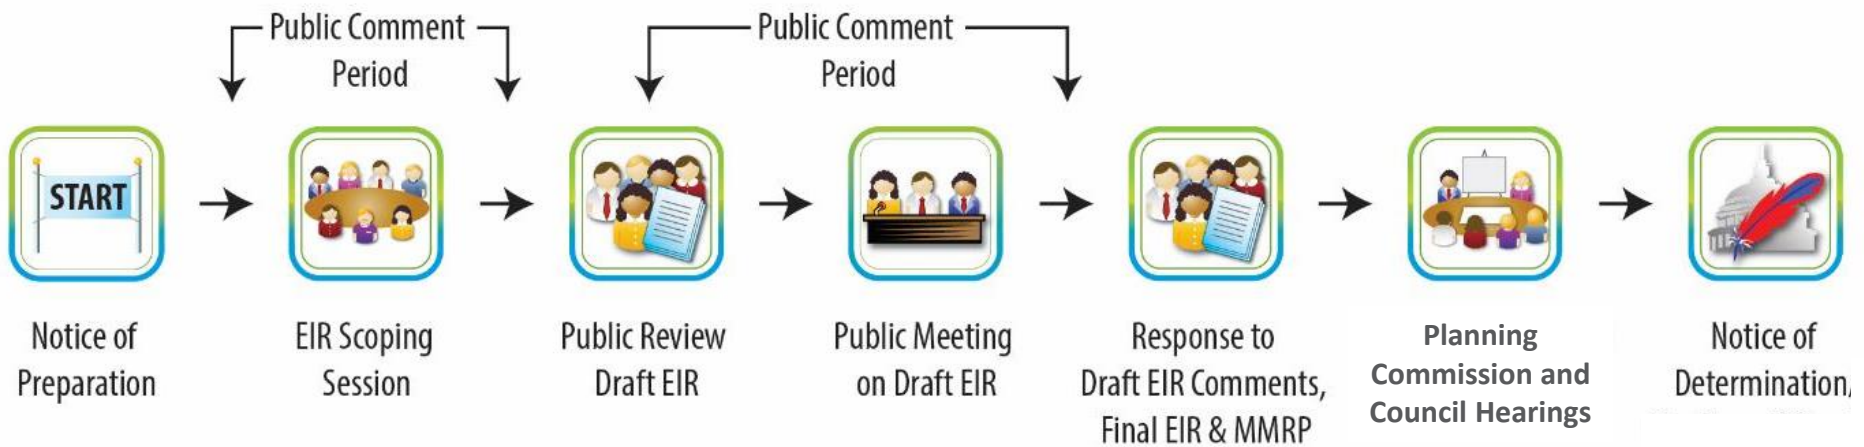 Public Comment
Period
Public Comment
Period
START
Notice of
Preparation
EIR Scoping
Session
Public Review
Draft EIR
Public Meeting
on Draft EIR
Response to
Draft EIR Comments,
Final EIR & MMRP
Planning
Commission and
Council Hearings
Notice of
Determination,